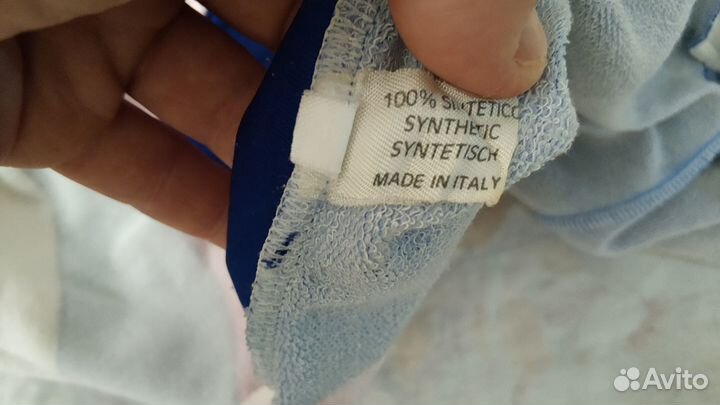 100% SINTETICO
SYNTHETIC
SYNTETISCH
MADE IN ITALY
Avito